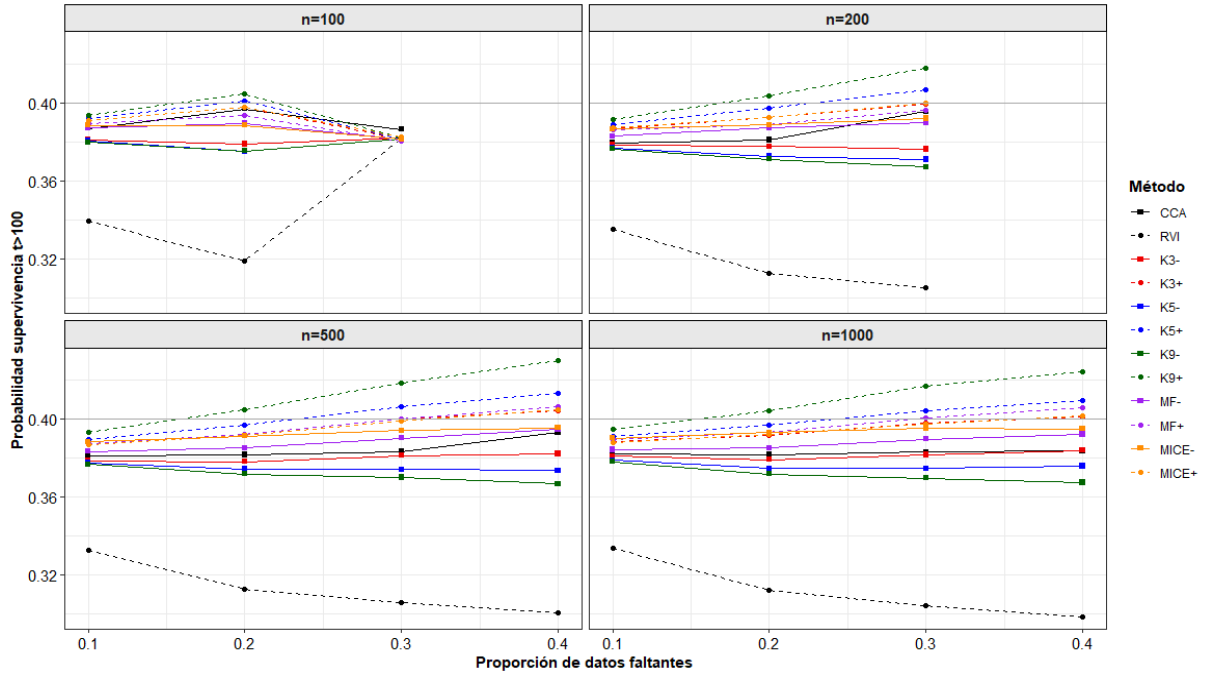 n=100
n=200
0.40
0.36
0.32
n=500
n=1000
0.40
0.36
0.32
0.1
0.2
0.3
0.4
0.1
0.2
0.3
0.4
Probabilidad supervivencia t>100
Proporción de datos faltantes
Método
CCA
RVI
K3-
K3+
K5-
K5+
K9-
K9+
MF-
MF+
MICE-
MICE+